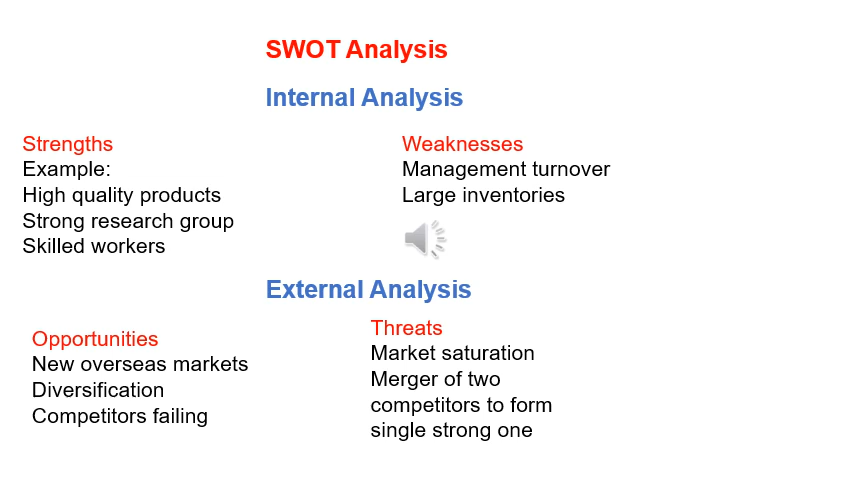 SWOT Analysis
Internal Analysis
Strengths
Example:
High quality products
Strong research group
Skilled workers
Weaknesses
Management turnover
Large inventories
External Analysis
Opportunities
New overseas markets
Diversification
Competitors failing
Threats
Market saturation
Merger of two
competitors to form
single strong one